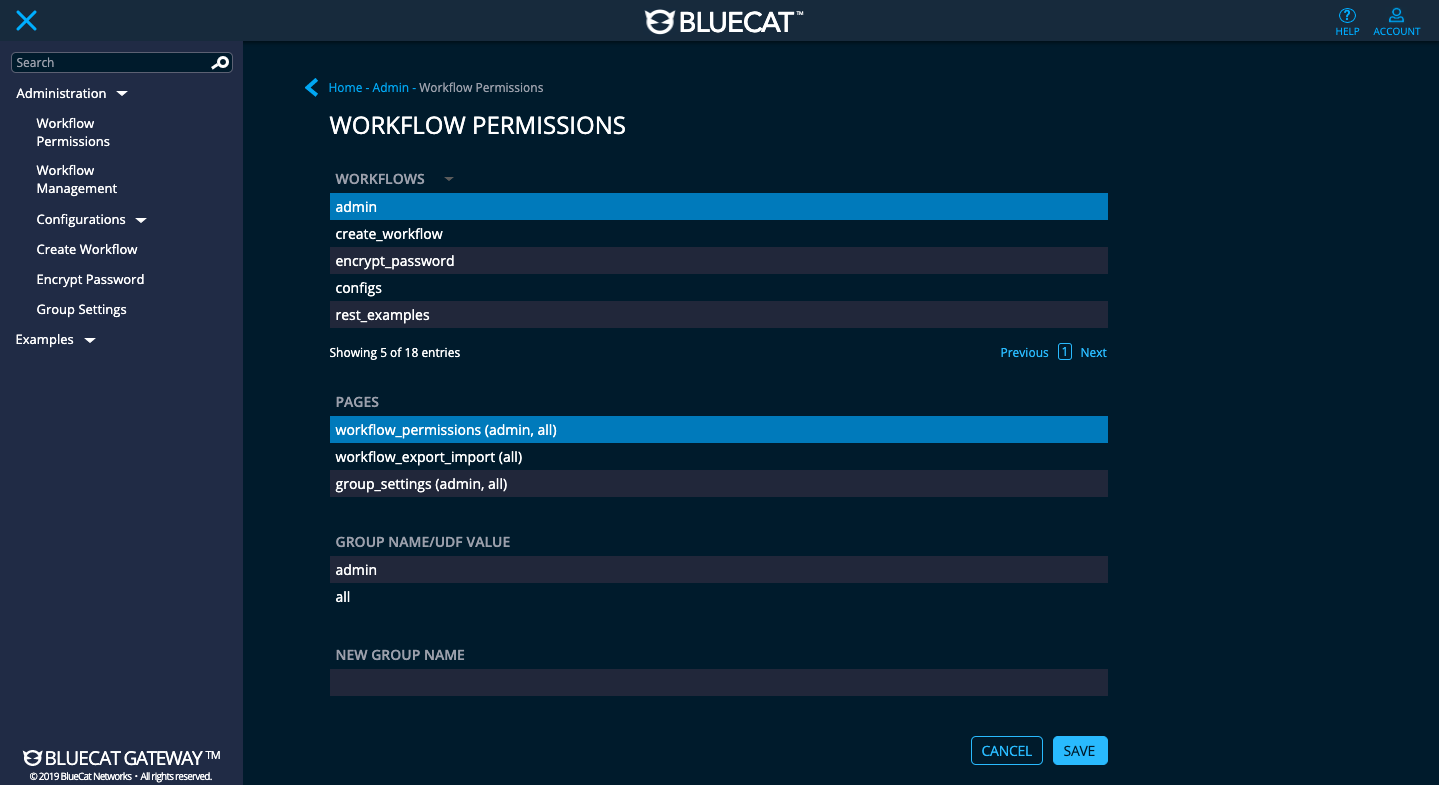 BLUECAT™
HELP
ACCOUNT
Search
Administration
Workflow
Permissions
Workflow
Management
Configurations
Create Workflow
Encrypt Password
Group Settings
Examples
BLUECAT GATEWAY™
© 2019 BlueCat Networks • All rights reserved.
Home - Admin - Workflow Permissions
WORKFLOW PERMISSIONS
WORKFLOWS
admin
create_workflow
encrypt_password
configs
rest_examples
Showing 5 of 18 entries
Previous 1 Next
PAGES
workflow_permissions (admin, all)
workflow_export_import (all)
group_settings (admin, all)
GROUP NAME/UDF VALUE
admin
all
NEW GROUP NAME
CANCEL
SAVE